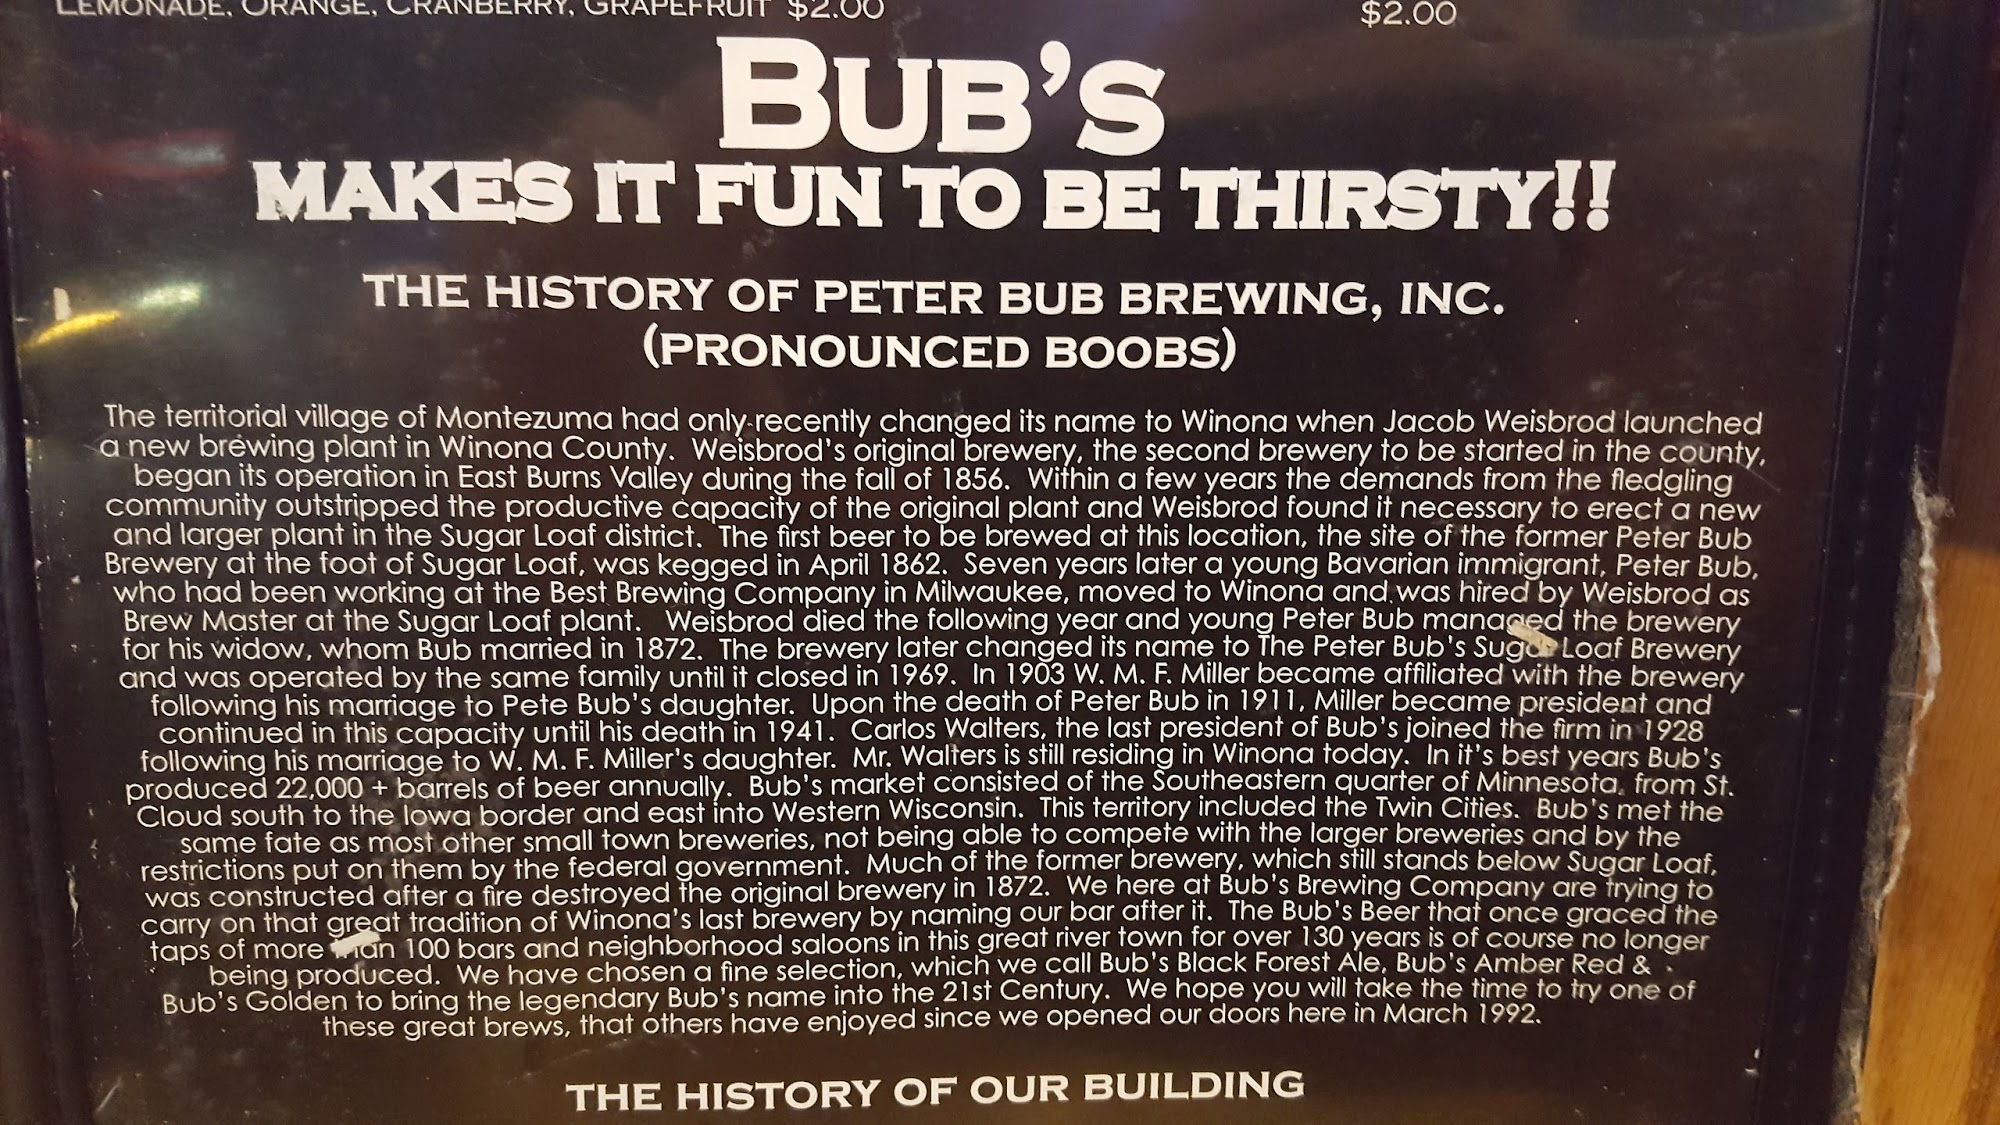 LEMONADE, ORANGE, CRANBERRY, GRAPEFRUIT $2.00 $2.00
BUB'S
MAKES IT FUN TO BE THIRSTY!!
THE HISTORY OF PETER BUB BREWING, INC.
(PRONOUNCED BOOBS)
The territorial village of Montezuma had only recently changed its name to Winona when Jacob Weisbrod launched
a new brewing plant in Winona County. Weisbrod's original brewery, the second brewery to be started in the county,
began its operation in East Burns Valley during the fall of 1856. Within a few years the demands from the fledgling
community outstripped the productive capacity of the original plant and Weisbrod found it necessary to erect a new
and larger plant in the Sugar Loaf district. The first beer to be brewed at this location, the site of the former Peter Bub
Brewery at the foot of Sugar Loaf, was kegged in April 1862. Seven years later a young Bavarian immigrant, Peter Bub,
who had been working at the Best Brewing Company in Milwaukee, moved to Winona and was hired by Weisbrod as
Brew Master at the Sugar Loaf plant. Weisbrod died the following year and young Peter Bub managed the brewery
for his widow, whom Bub married in 1872. The brewery later changed its name to The Peter Bub's Sugar Loaf Brewery
and was operated by the same family until it closed in 1969. In 1903 W. M. F. Miller became affiliated with the brewery
following his marriage to Pete Bub's daughter. Upon the death of Peter Bub in 1911, Miller became president and
continued in this capacity until his death in 1941. Carlos Walters, the last president of Bub's joined the firm in 1928
following his marriage to W. M. F. Miller's daughter. Mr. Walters is still residing in Winona today. In it's best years Bub's
produced 22,000 + barrels of beer annually. Bub's market consisted of the Southeastern quarter of Minnesota, from St.
Cloud south to the Iowa border and east into Western Wisconsin. This territory included the Twin Cities. Bub's met the
same fate as most other small town breweries, not being able to compete with the larger breweries and by the
restrictions put on them by the federal government. Much of the former brewery, which still stands below Sugar Loaf,
was constructed after a fire destroyed the original brewery in 1872. We here at Bub's Brewing Company are trying to
carry on that great tradition of Winona's last brewery by naming our bar after it. The Bub's Beer that once graced the
taps of more than 100 bars and neighborhood saloons in this great river town for over 130 years is of course no longer
being produced. We have chosen a fine selection, which we call Bub's Black Forest Ale, Bub's Amber Red &
Bub's Golden to bring the legendary Bub's name into the 21st Century. We hope you will take the time to try one of
these great brews, that others have enjoyed since we opened our doors here in March 1992.
THE HISTORY OF OUR BUILDING